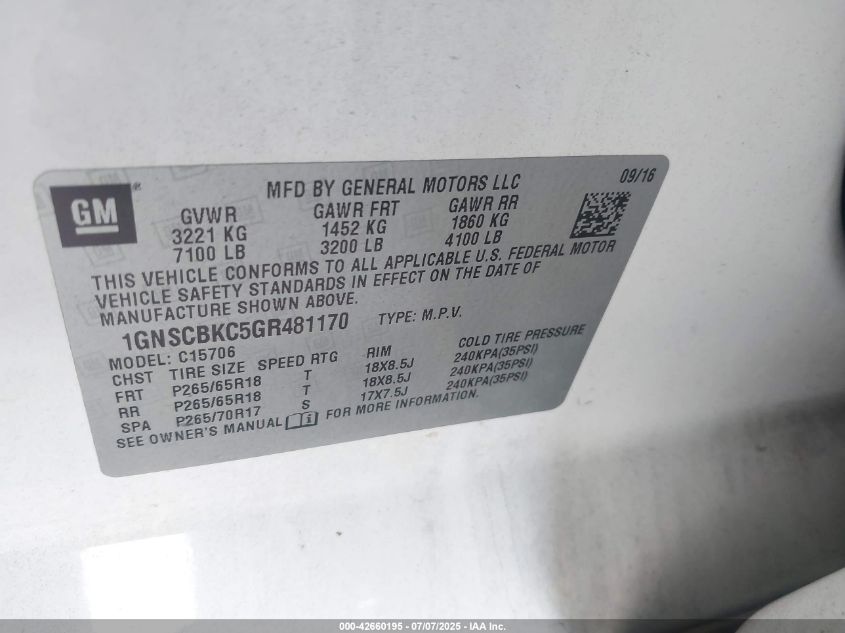 GM ®
MFD BY GENERAL MOTORS LLC 09/16
GVWR GAWR FRT GAWR RR
3221 KG 1452 KG 1860 KG
7100 LB 3200 LB 4100 LB
THIS VEHICLE CONFORMS TO ALL APPLICABLE U.S. FEDERAL MOTOR
VEHICLE SAFETY STANDARDS IN EFFECT ON THE DATE OF
MANUFACTURE SHOWN ABOVE.
1GNSCBKC5GR481170 TYPE: M.P.V.
MODEL: C15706
CHST TIRE SIZE SPEED RTG RIM COLD TIRE PRESSURE
FRT P265/65R18 T 18X8.5J 240KPA(35PSI)
RR P265/65R18 T 18X8.5J 240KPA(35PSI)
SPA P265/70R17 S 17X7.5J 240KPA(35PSI)
SEE OWNER'S MANUAL i FOR MORE INFORMATION.
000-42660195 - 07/07/2025 - IAA Inc.